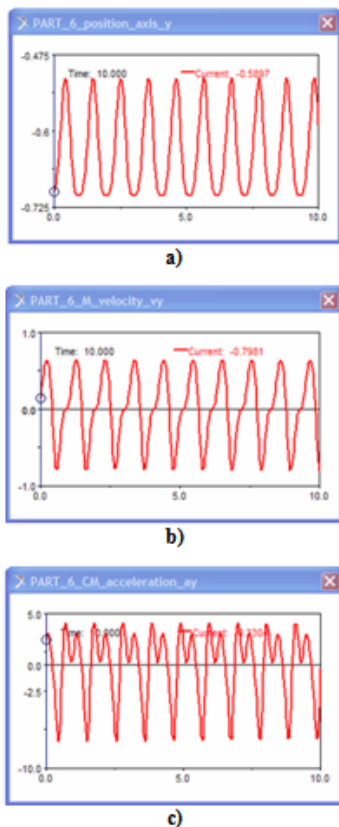 PART_6_position_axis_y
-0.475
Time: 10.000 Current: -0.5897
-0.6
-0.725
0.0 5.0 10.0
a)
PART_6_M_velocity_vy
1.0
Time: 10.000 Current: -0.7981
0.0
-1.0
0.0 5.0 10.0
b)
PART_6_CM_acceleration_ay
5.0
Current:
0.0
-2.5
-10.0
0.0 5.0 10.0
c)